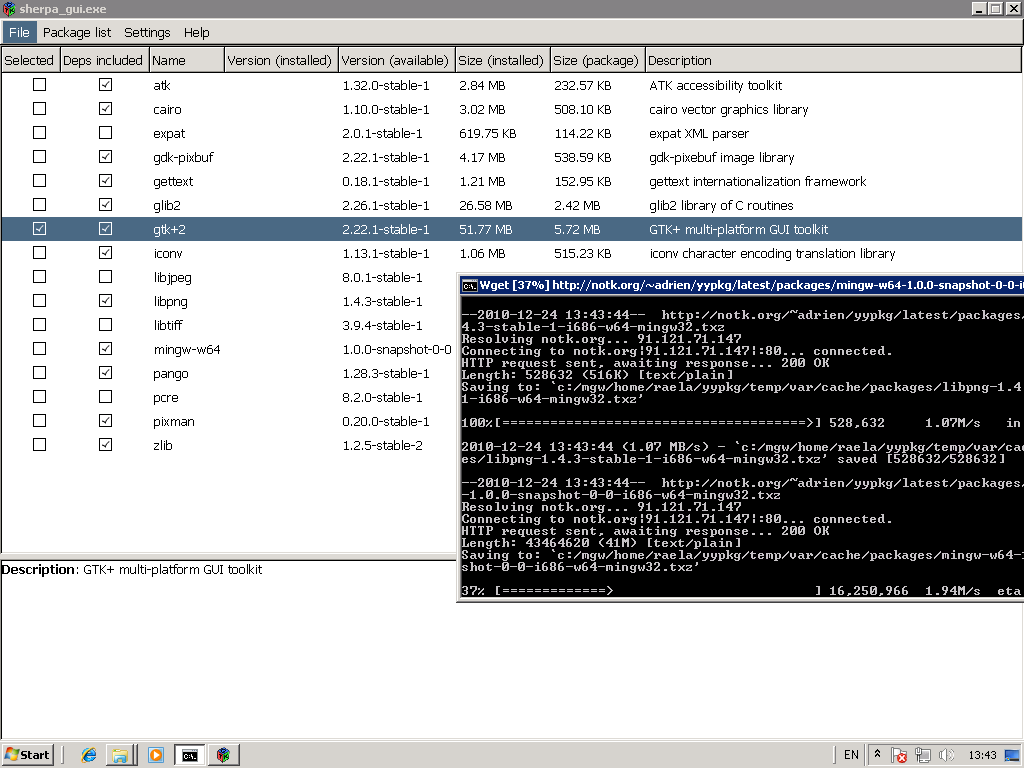 sherpa_gui.exe
File Package list Settings Help
Selected Deps included Name Version (installed) Version (available) Size (installed) Size (package) Description
atk 1.32.0-stable-1 2.84 MB 232.57 KB ATK accessibility toolkit
cairo 1.10.0-stable-1 3.02 MB 508.10 KB cairo vector graphics library
expat 2.0.1-stable-1 619.75 KB 114.22 KB expat XML parser
gdk-pixbuf 2.22.1-stable-1 4.17 MB 538.59 KB gdk-pixebuf image library
gettext 0.18.1-stable-1 1.21 MB 152.95 KB gettext internationalization framework
glib2 2.26.1-stable-1 26.58 MB 2.42 MB glib2 library of C routines
gtk+2 2.22.1-stable-1 51.77 MB 5.72 MB GTK+ multi-platform GUI toolkit
iconv 1.13.1-stable-1 1.06 MB 515.23 KB iconv character encoding translation library
libjpeg 8.0.1-stable-1
libpng 1.4.3-stable-1
libtiff 3.9.4-stable-1
mingw-w64 1.0.0-snapshot-0-0
pango 1.28.3-stable-1
pcre 8.2.0-stable-1
pixman 0.20.0-stable-1
zlib 1.2.5-stable-2
Wget [37%] http://notk.org/~adrien/yypkg/latest/packages/mingw-w64-1.0.0-snapshot-0-0-i
--2010-12-24 13:43:44-- http://notk.org/~adrien/yypkg/latest/packages/
4.3-stable-1-i686-w64-mingw32.txz
Resolving notk.org... 91.121.71.147
Connecting to notk.org|91.121.71.147|:80... connected.
HTTP request sent, awaiting response... 200 OK
Length: 528632 (516K) [text/plain]
Saving to: `c:/mgw/home/raela/yypkg/temp/var/cache/packages/libpng-1.4
1-i686-w64-mingw32.txz'
100%[======================================>] 528,632 1.07M/s in
2010-12-24 13:43:44 (1.07 MB/s) - `c:/mgw/home/raela/yypkg/temp/var/cac
es/libpng-1.4.3-stable-1-i686-w64-mingw32.txz' saved [528632/528632]
--2010-12-24 13:43:44-- http://notk.org/~adrien/yypkg/latest/packages/
-1.0.0-snapshot-0-0-i686-w64-mingw32.txz
Resolving notk.org... 91.121.71.147
Connecting to notk.org|91.121.71.147|:80... connected.
HTTP request sent, awaiting response... 200 OK
Length: 43464620 (41M) [text/plain]
Saving to: `c:/mgw/home/raela/yypkg/temp/var/cache/packages/mingw-w64-1
shot-0-0-i686-w64-mingw32.txz'
37% [=============> ] 16,250,966 1.94M/s eta
Description: GTK+ multi-platform GUI toolkit
Start EN 13:43